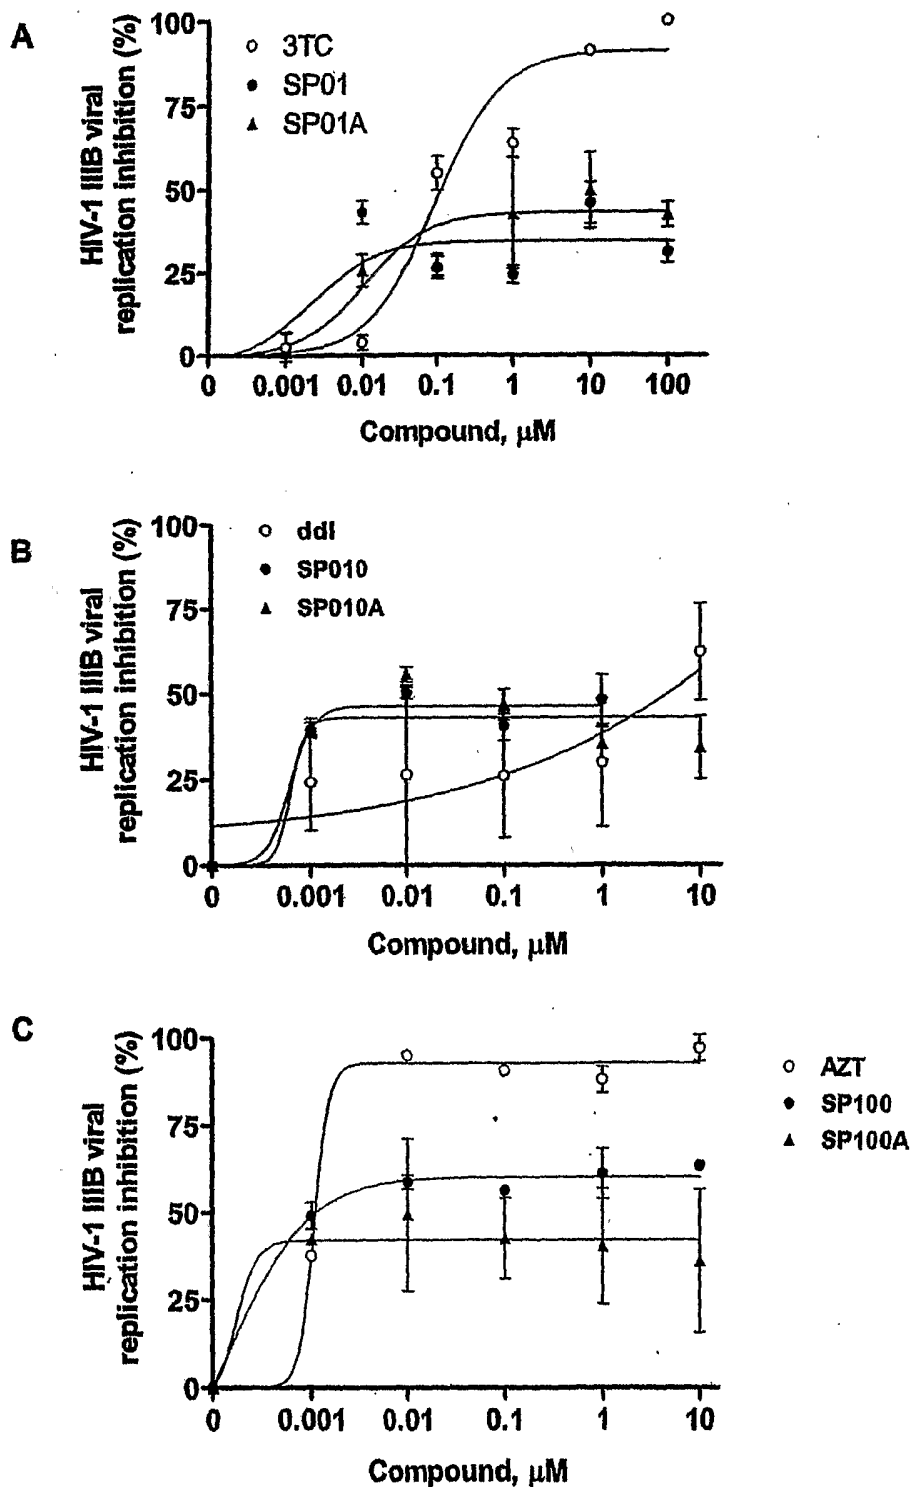 A
HIV-1 IIIB viral
replication inhibition (%)
100
75
50
25
0
3TC
SP01
SP01A
0 0.001 0.01 0.1 1 10 100
Compound, μM
B
HIV-1 IIIB viral
replication inhibition (%)
100
75
50
25
0
ddI
SP010
SP010A
0 0.001 0.01 0.1 1 10
Compound, μM
C
HIV-1 IIIB viral
replication inhibition (%)
100
75
50
25
0
AZT
SP100
SP100A
0 0.001 0.01 0.1 1 10
Compound, μM